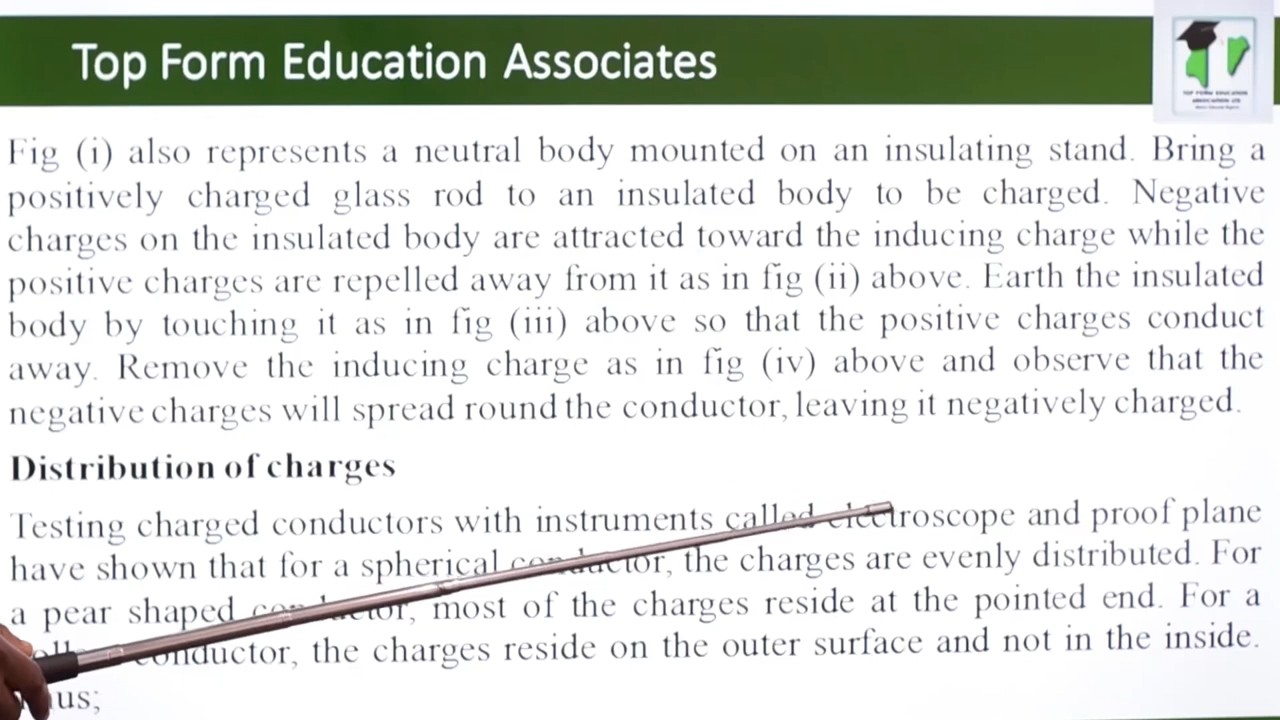 Top Form Education Associates
Fig (i) also represents a neutral body mounted on an insulating stand. Bring a
positively charged glass rod to an insulated body to be charged. Negative
charges on the insulated body are attracted toward the inducing charge while the
positive charges are repelled away from it as in fig (ii) above. Earth the insulated
body by touching it as in fig (iii) above so that the positive charges conduct
away. Remove the inducing charge as in fig (iv) above and observe that the
negative charges will spread round the conductor, leaving it negatively charged.
Distribution of charges
Testing charged conductors with instruments called electroscope and proof plane
have shown that for a spherical conductor, the charges are evenly distributed. For
a pear shaped conductor, most of the charges reside at the pointed end. For a
conductor, the charges reside on the outer surface and not in the inside.